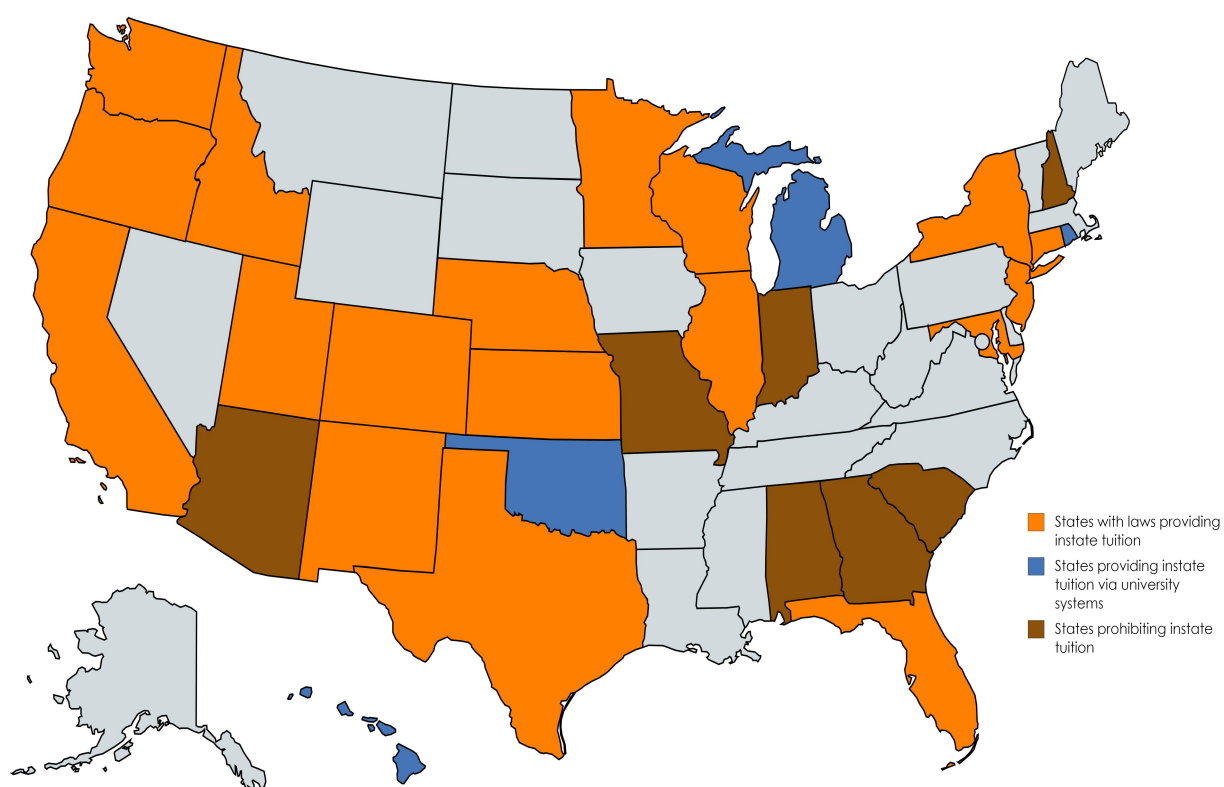 States with laws providing
instate tuition
States providing instate
tuition via university
systems
States prohibiting instate
tuition